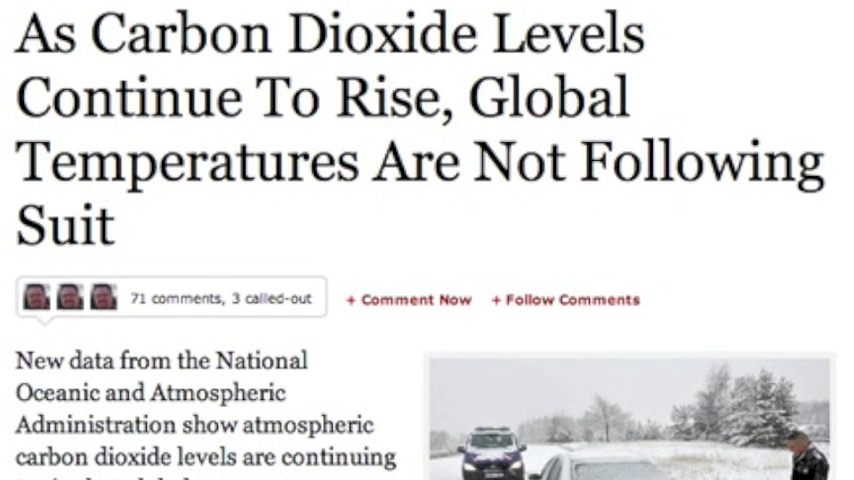 As Carbon Dioxide Levels
Continue To Rise, Global
Temperatures Are Not Following
Suit
71 comments, 3 called-out
+ Comment Now
+ Follow Comments
New data from the National
Oceanic and Atmospheric
Administration show atmospheric
carbon dioxide levels are continuing